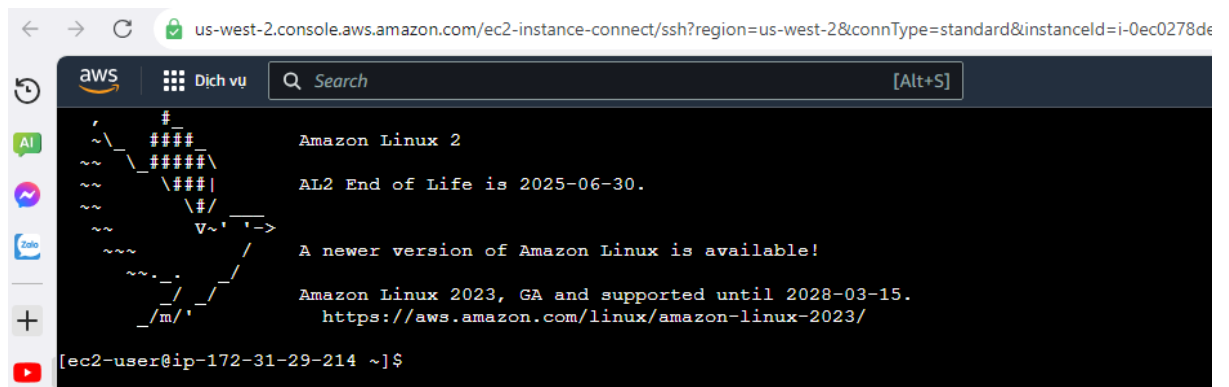 us-west-2.console.aws.amazon.com/ec2-instance-connect/ssh?region=us-west-2&connType=standard&instanceId=i-0ec0278de
aws Dịch vụ Search [Alt+S]
AI
Zalo
   ,     #_
   ~\_  ####_        Amazon Linux 2
  ~~  \_#####\
  ~~     \###|       AL2 End of Life is 2025-06-30.
  ~~       \#/ ___
   ~~       V~' '->
    ~~~         /    A newer version of Amazon Linux is available!
      ~~._.   _/
         _/ _/       Amazon Linux 2023, GA and supported until 2028-03-15.
       _/m/'           https://aws.amazon.com/linux/amazon-linux-2023/
[ec2-user@ip-172-31-29-214 ~]$